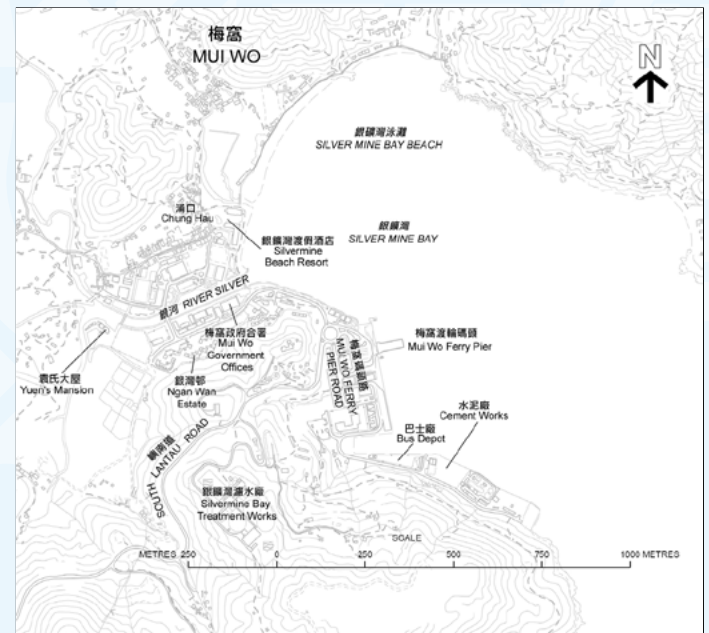 梅窩
MUI WO
N
銀礦灣泳灘
SILVER MINE BAY BEACH
涌口
Chung Hau
銀鑛灣
SILVER MINE BAY
銀鑛灣渡假酒店
Silvermine
Beach Resort
銀河 RIVER SILVER
梅窩政府合署
Mui Wo
Government
Offices
梅窩碼頭路
MUI WO FERRY
PIER ROAD
梅窩渡輪碼頭
Mui Wo Ferry Pier
袁氏大屋
Yuen's Mansion
銀灣邨
Ngan Wan
Estate
水泥廠
Cement Works
巴士廠
Bus Depot
嶼南道
SOUTH LANTAU ROAD
銀鑛灣濾水廠
Silvermine Bay
Treatment Works
SCALE
METRES 250 0 250 500 750 1000 METRES